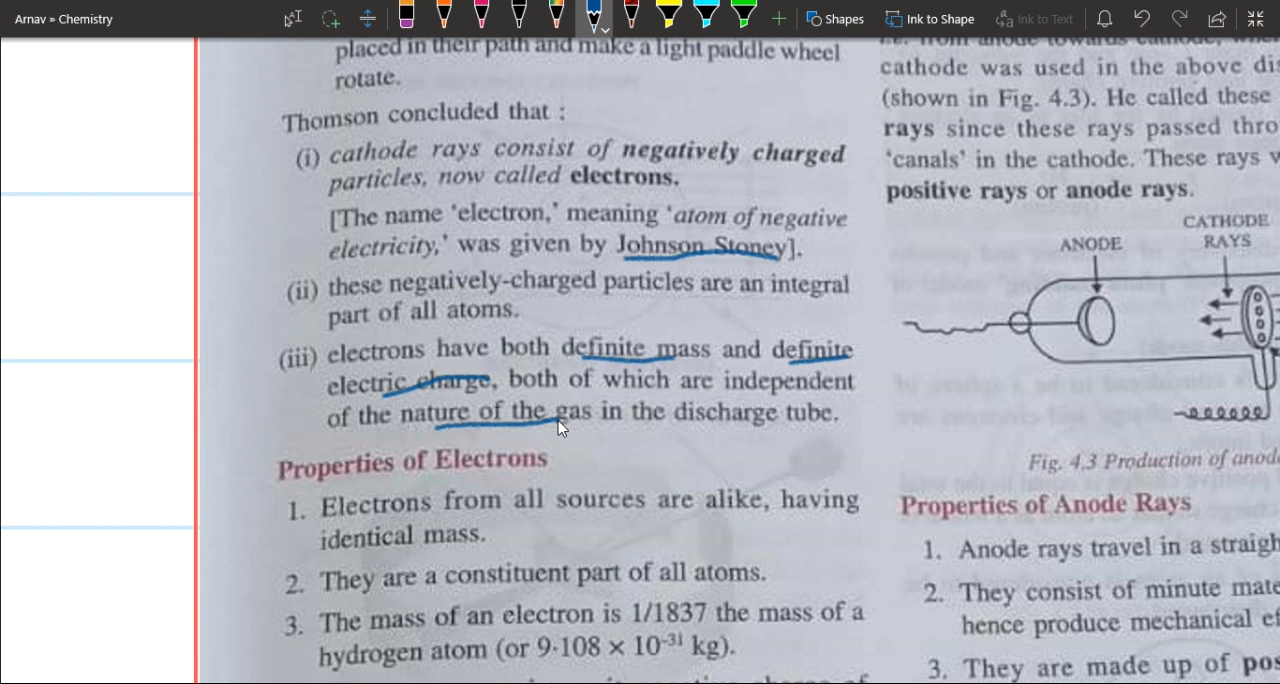 Arnav » Chemistry
Shapes
Ink to Shape
Ink to Text
placed in their path and make a light paddle wheel
rotate.
Thomson concluded that :
(i) cathode rays consist of negatively charged
particles, now called electrons.
[The name ‘electron,’ meaning ‘atom of negative
electricity,’ was given by Johnson Stoney].
(ii) these negatively-charged particles are an integral
part of all atoms.
(iii) electrons have both definite mass and definite
electric charge, both of which are independent
of the nature of the gas in the discharge tube.
Properties of Electrons
1. Electrons from all sources are alike, having
identical mass.
2. They are a constituent part of all atoms.
3. The mass of an electron is 1/1837 the mass of a
hydrogen atom (or 9·108 × 10⁻³¹ kg).
i.e. from anode towards cathode,
cathode was used in the above
(shown in Fig. 4.3). He called these
rays since these rays passed
‘canals’ in the cathode. These rays
positive rays or anode rays.
CATHODE
ANODE RAYS
Fig. 4.3 Production of
Properties of Anode Rays
1. Anode rays travel in a
2. They consist of minute
hence produce mechanical
3. They are made up of